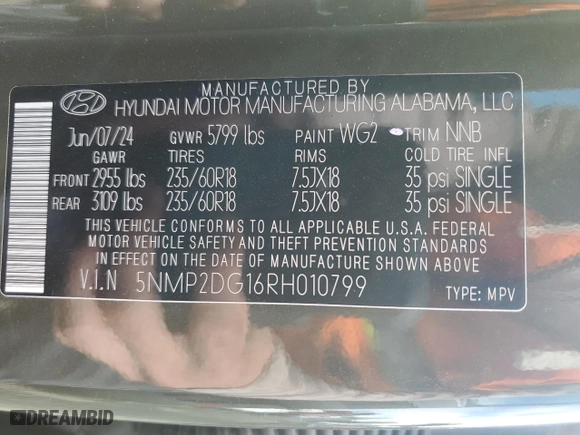 MANUFACTURED BY
HYUNDAI MOTOR MANUFACTURING ALABAMA, LLC
Jun/07/24 GVWR 5799 lbs PAINT WG2 TRIM NNB
GAWR TIRES RIMS COLD TIRE INFL
FRONT 2955 lbs 235/60R18 7.5JX18 35 psi SINGLE
REAR 3109 lbs 235/60R18 7.5JX18 35 psi SINGLE
THIS VEHICLE CONFORMS TO ALL APPLICABLE U.S.A. FEDERAL
MOTOR VEHICLE SAFETY AND THEFT PREVENTION STANDARDS
IN EFFECT ON THE DATE OF MANUFACTURE SHOWN ABOVE.
V.I.N 5NMP2DG16RH010799 TYPE: MPV
DREAMBID